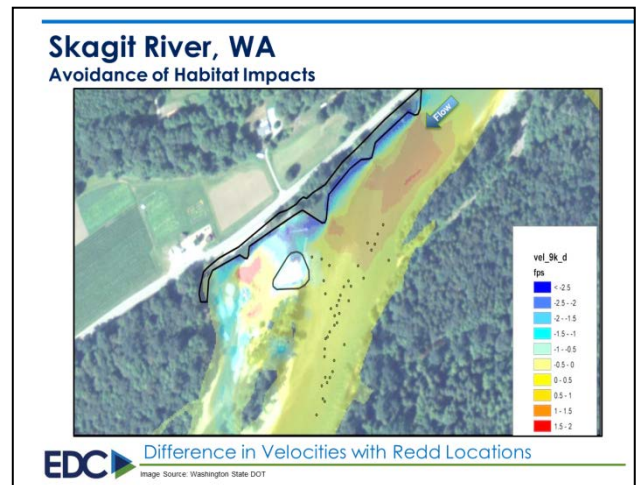 Skagit River, WA
Avoidance of Habitat Impacts
Flow
vel_9k_d
fps
< -2.5
-2.5 - -2
-2 - -1.5
-1.5 - -1
-1 - -0.5
-0.5 - 0
0 - 0.5
0.5 - 1
1 - 1.5
1.5 - 2
Difference in Velocities with Redd Locations
EDC
Image Source: Washington State DOT